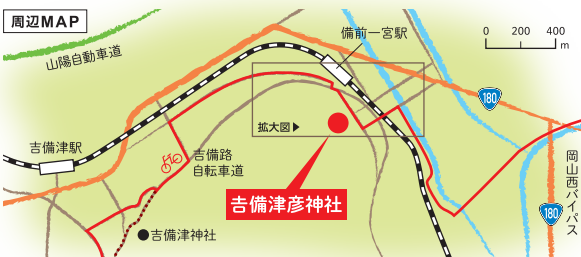 周辺MAP
山陽自動車道
備前一宮駅
0 200 400 m
180
吉備津駅
吉備路
自転車道
拡大図▶
吉備津彦神社
吉備津神社
岡山西バイパス
180